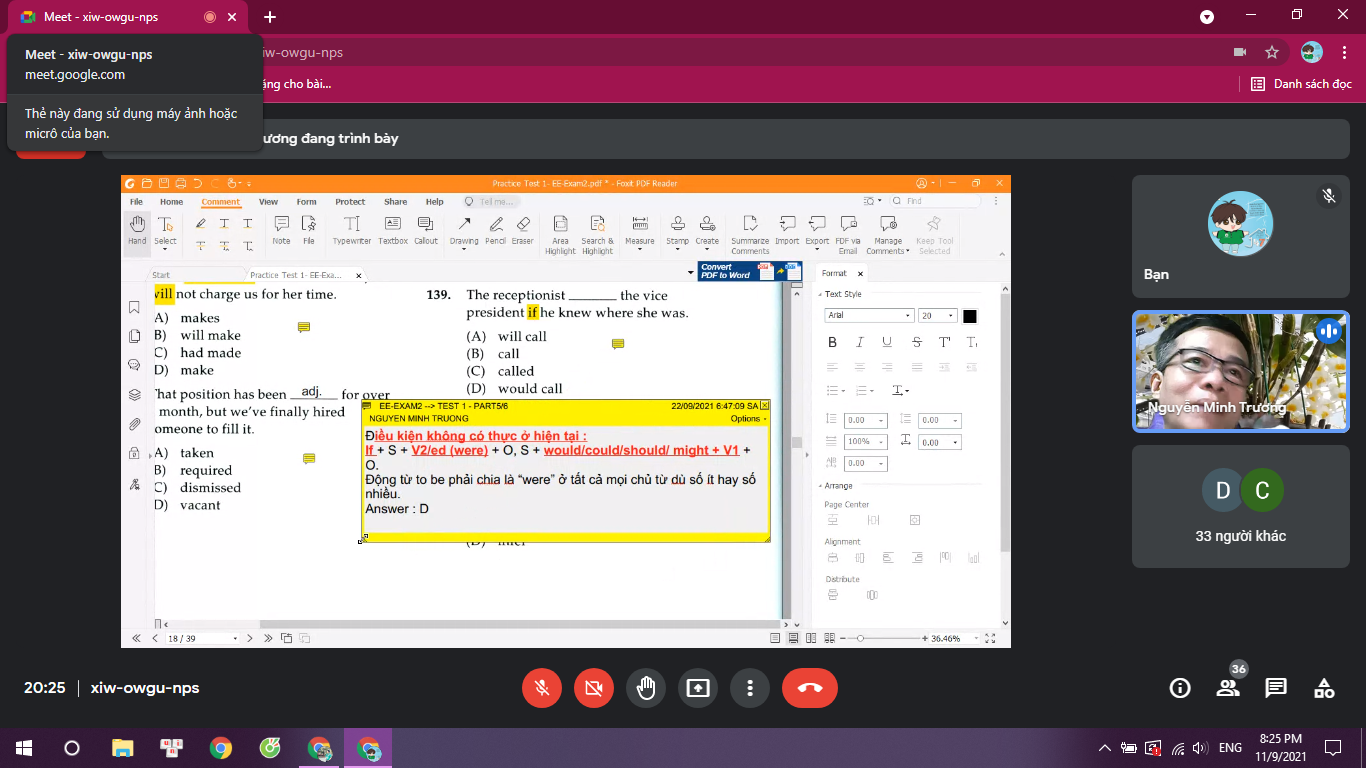 Meet - xiw-owgu-nps
Meet - xiw-owgu-nps
meet.google.com
Thẻ này đang sử dụng máy ảnh hoặc
micrô của bạn.
iw-owgu-nps
ặng cho bài...
Danh sách đọc
ương đang trình bày
Practice Test 1- EE-Exam2.pdf * - Foxit PDF Reader
File Home Comment View Form Protect Share Help Tell me... Find
Hand Select Note File Typewriter Textbox Callout Drawing Pencil Eraser Area Highlight Search & Highlight Measure Stamp Create Summarize Comments Import Export FDF via Email Manage Comments Keep Tool Selected
Start
Practice Test 1- EE-Exa...
Convert
PDF to Word
will not charge us for her time.
A) makes
B) will make
C) had made
D) make
That position has been adj. for over
month, but we've finally hired
omeone to fill it.
A) taken
B) required
C) dismissed
D) vacant
139. The receptionist ________ the vice
president if he knew where she was.
(A) will call
(B) call
(C) called
(D) would call
EE-EXAM2 --> TEST 1 - PART5/6 22/09/2021 6:47:09 SA
NGUYEN MINH TRUONG Options
Điều kiện không có thực ở hiện tại :
If + S + V2/ed (were) + O, S + would/could/should/ might + V1 +
O.
Động từ to be phải chia là “were” ở tất cả mọi chủ từ dù số ít hay số
nhiều.
Answer : D
18 / 39
36.46%
Format
Text Style
Arial 20
B I U S T T
0.00 0.00
100% 0.00
0.00
Arrange
Page Center
Alignment
Distribute
Bạn
Nguyễn Minh Trương
D C
33 người khác
20:25 xiw-owgu-nps
36
ENG
8:25 PM
11/9/2021